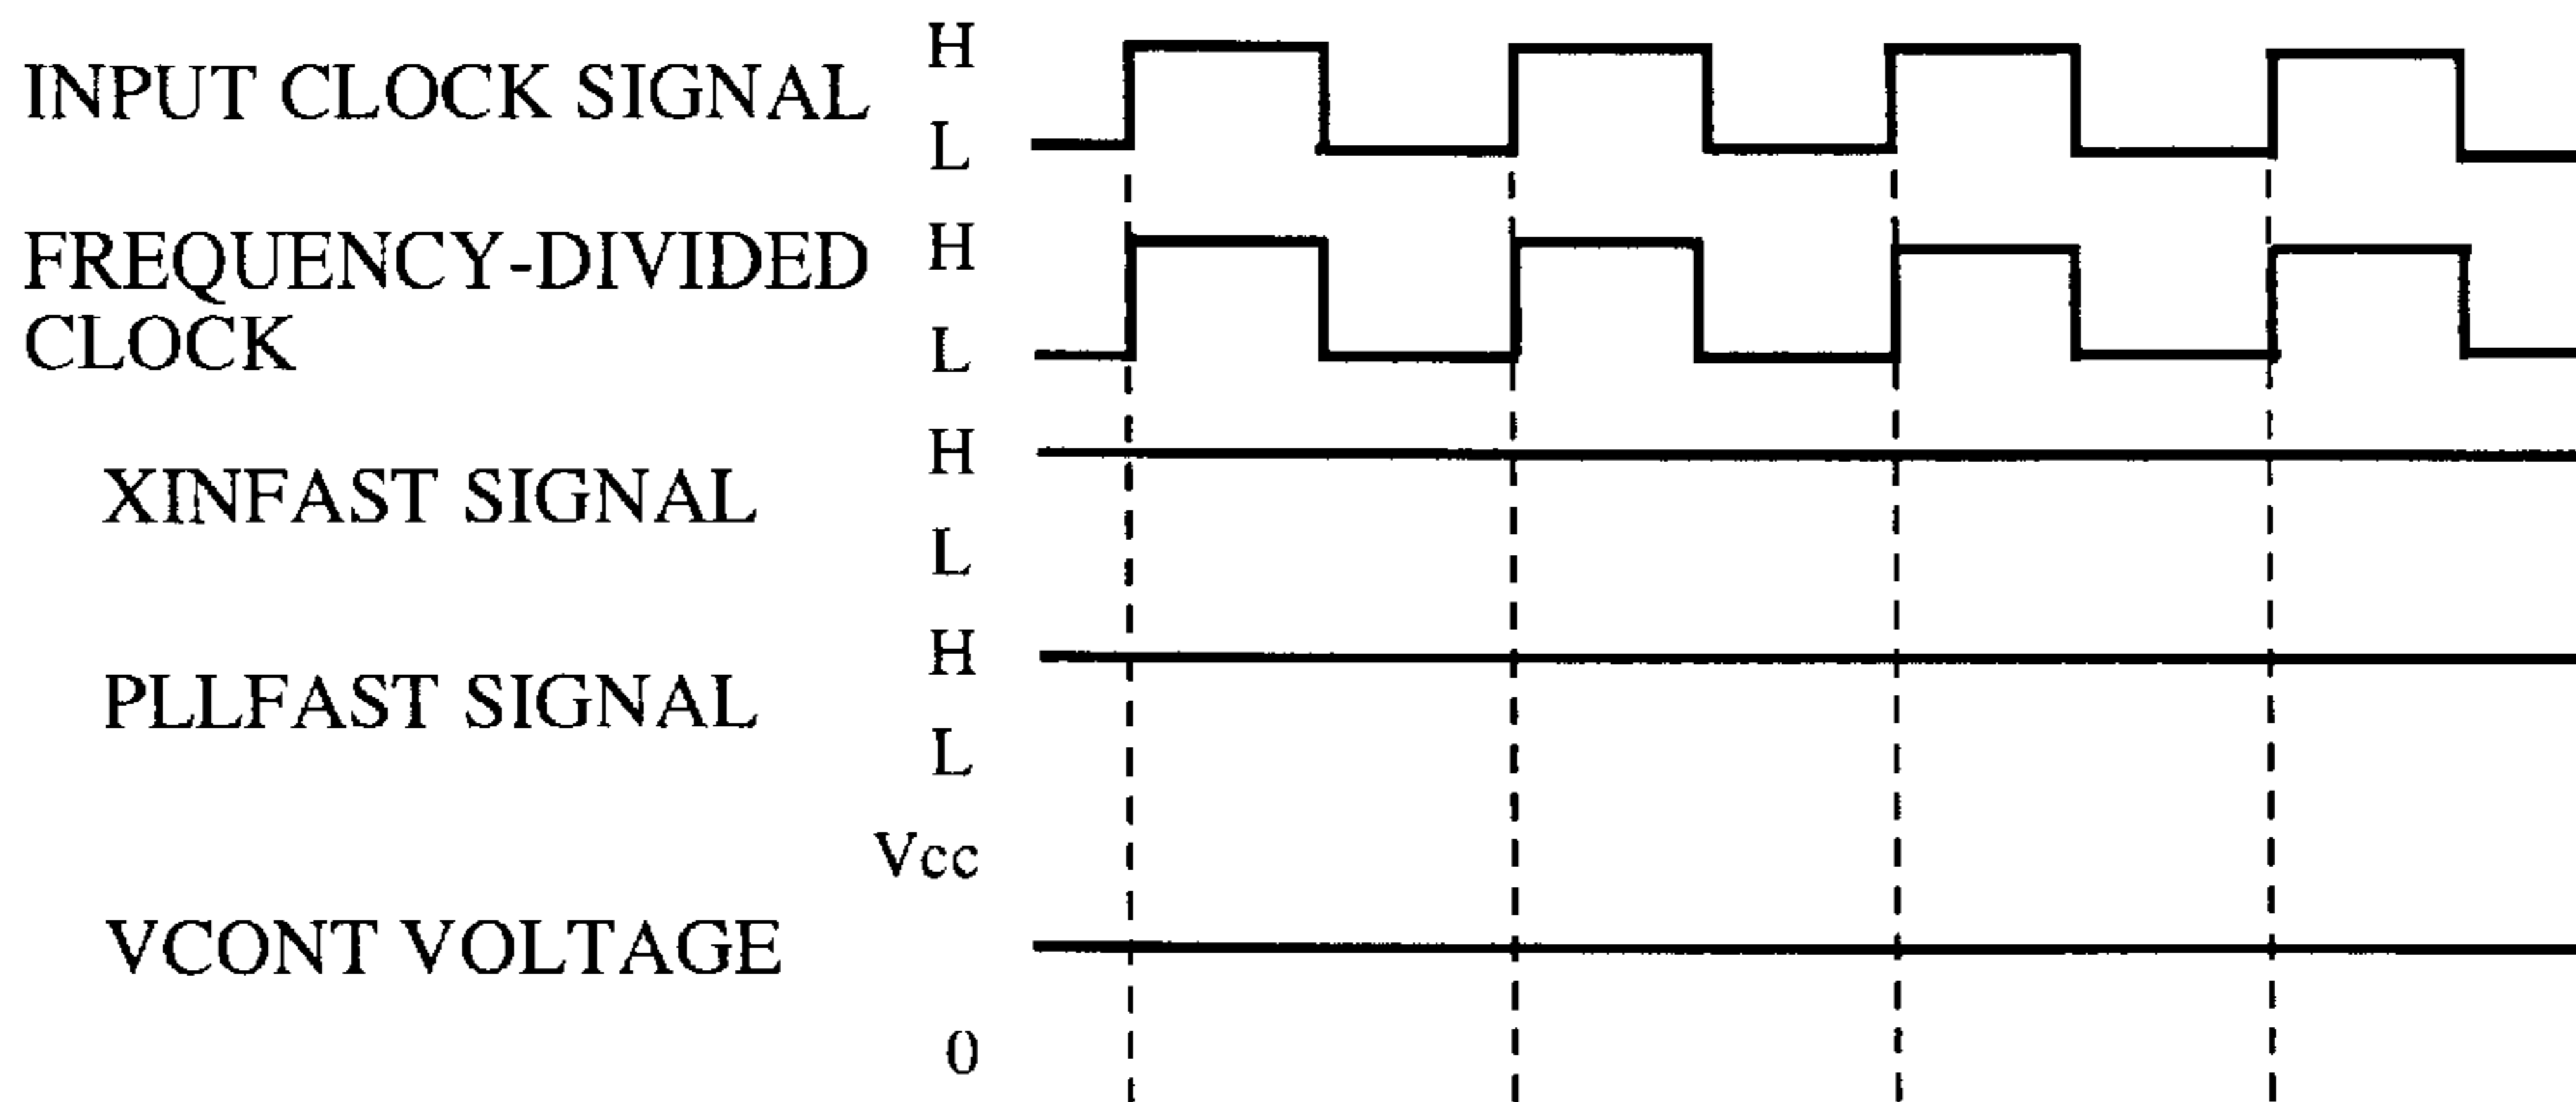 INPUT CLOCK SIGNAL
H
L
FREQUENCY-DIVIDED
CLOCK
H
L
XINFAST SIGNAL
H
L
PLLFAST SIGNAL
H
L
VCONT VOLTAGE
Vcc
0